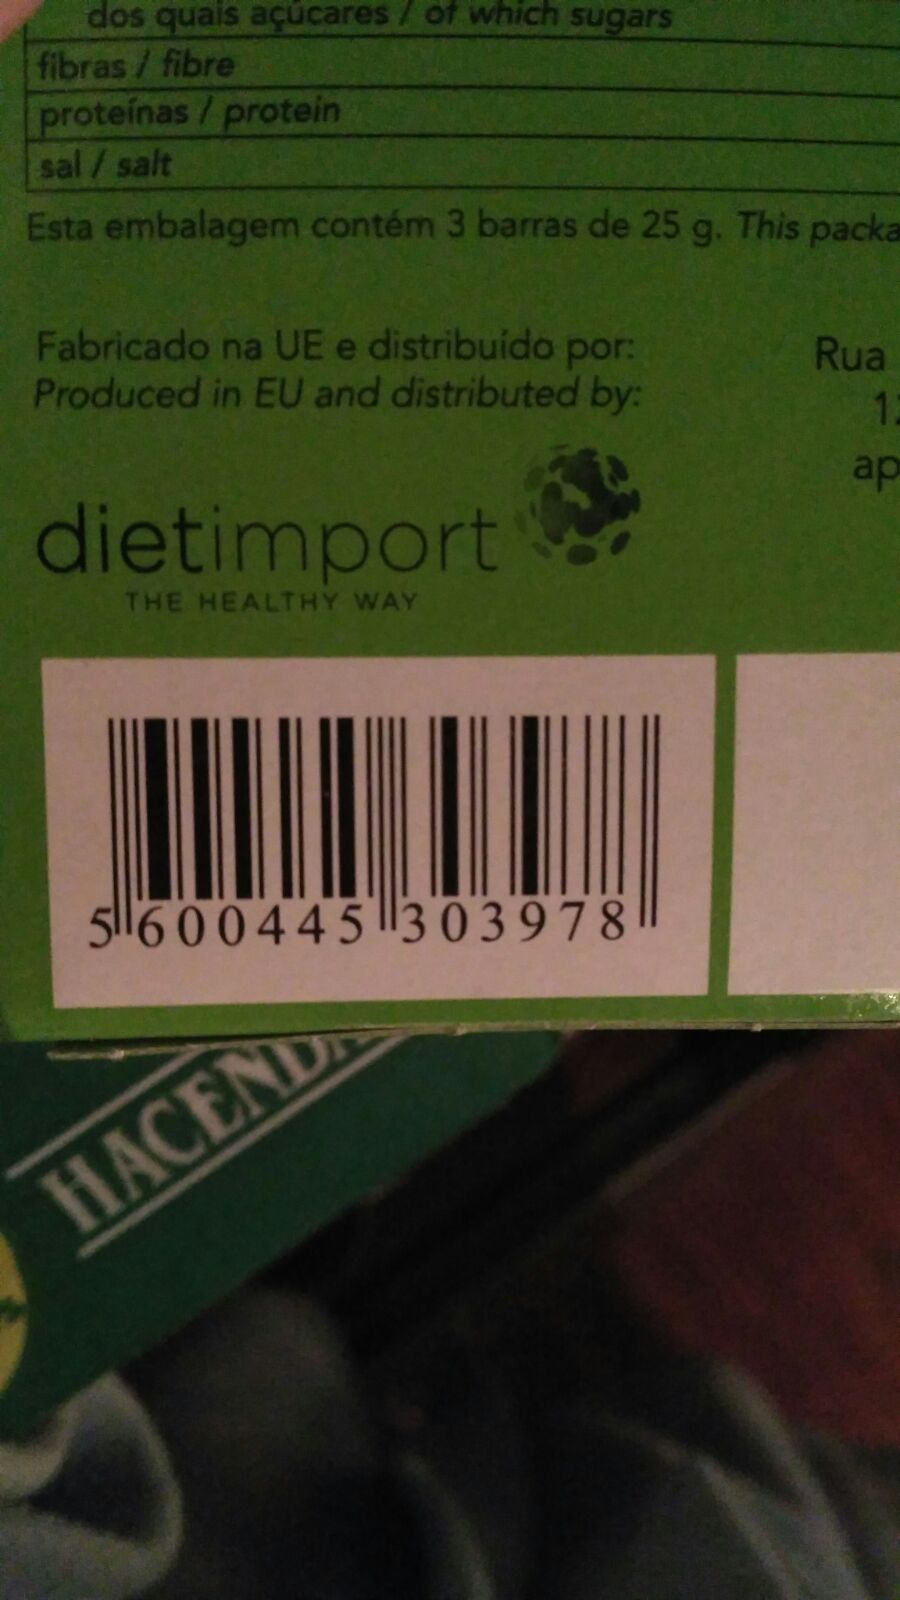 dos quais açúcares / of which sugars
fibras / fibre
proteínas / protein
sal / salt
Esta embalagem contém 3 barras de 25 g. This packa
Fabricado na UE e distribuído por:
Produced in EU and distributed by:
Rua
ap
dietimport
THE HEALTHY WAY
5 600445 303978
HACENDA